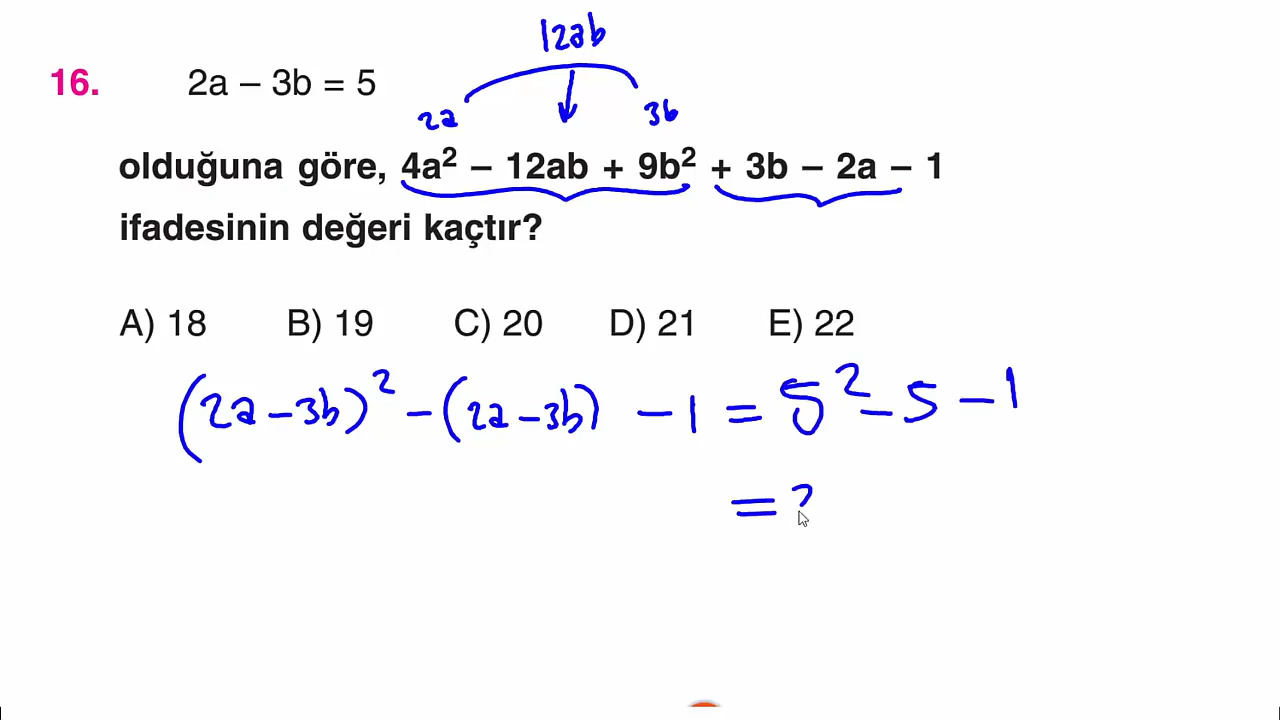 12ab
16. 2a – 3b = 5
2a 3b
olduğuna göre, 4a² – 12ab + 9b² + 3b – 2a – 1
ifadesinin değeri kaçtır?
A) 18 B) 19 C) 20 D) 21 E) 22
(2a – 3b)² – (2a – 3b) – 1 = 5² – 5 – 1
=